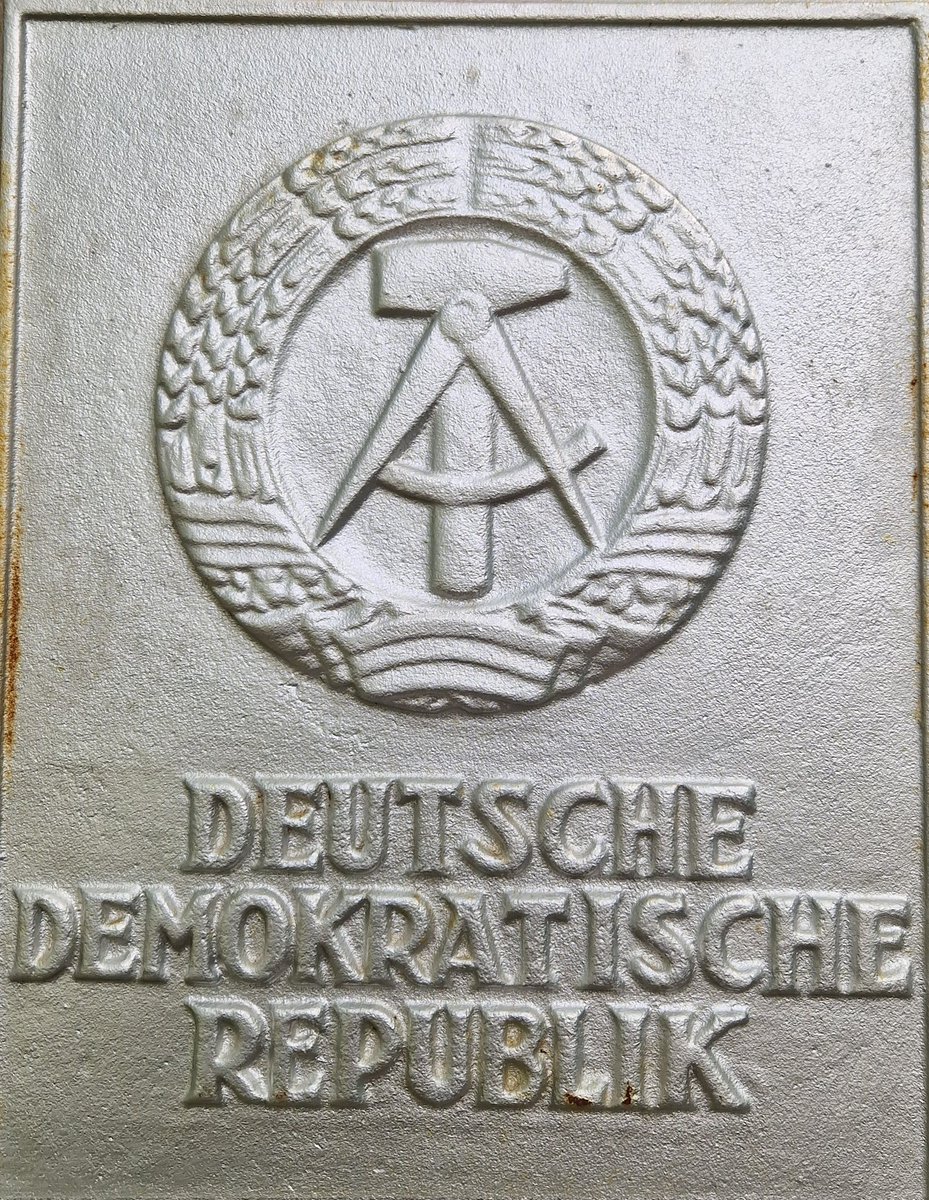 DEUTSCHE
DEMOKRATISCHE
REPUBLIK